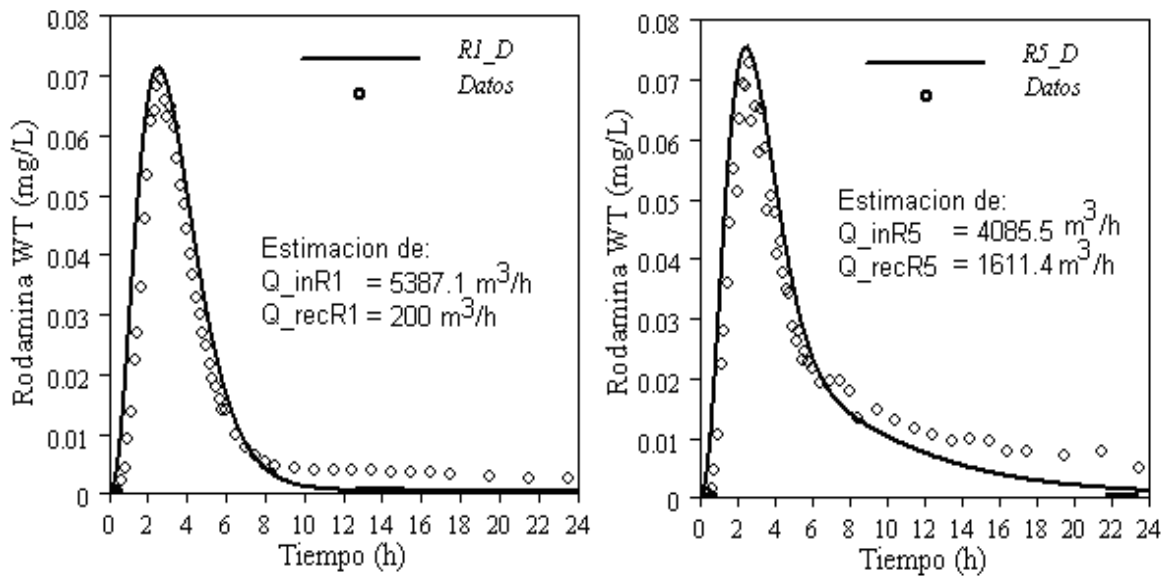 0.08
0.07
0.06
0.05
0.04
0.03
0.02
0.01
0
Rodamina WT (mg/L)
R1_D
Datos
Estimacion de:
Q_inR1 = 5387.1 m³/h
Q_recR1 = 200 m³/h
0 2 4 6 8 10 12 14 16 18 20 22 24
Tiempo (h)
0.08
0.07
0.06
0.05
0.04
0.03
0.02
0.01
0
Rodamina WT (mg/L)
R5_D
Datos
Estimacion de:
Q_inR5 = 4085.5 m³/h
Q_recR5 = 1611.4 m³/h
0 2 4 6 8 10 12 14 16 18 20 22 24
Tiempo (h)